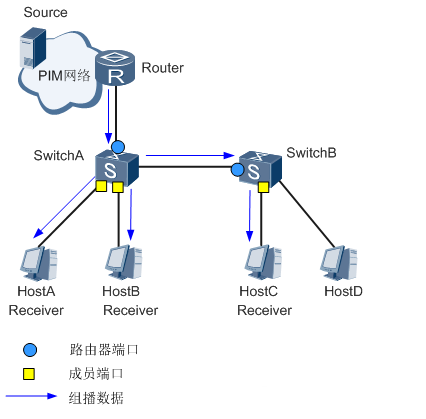 Source
PIM网络
R
Router
SwitchA
S
SwitchB
S
HostA
HostB
HostC
HostD
Receiver
Receiver
Receiver
路由器端口
成员端口
组播数据